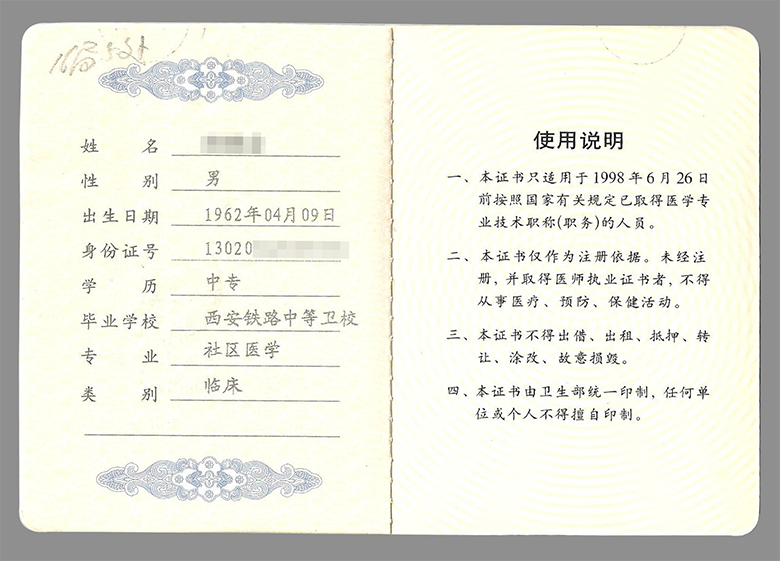 姓 名
性 别 男
出生日期 1962年04月09日
身份证号 13020
学 历 中专
毕业学校 西安铁路中等卫校
专 业 社区医学
类 别 临床
使用说明
一、本证书只适用于1998年6月26日
前按照国家有关规定已取得医学专
业技术职称(职务)的人员。
二、本证书仅作为注册依据。未经注
册,并取得医师执业证书者,不得
从事医疗、预防、保健活动。
三、本证书不得出借、出租、抵押、转
让、涂改、故意损毁。
四、本证书由卫生部统一印制,任何单
位或个人不得擅自印制。